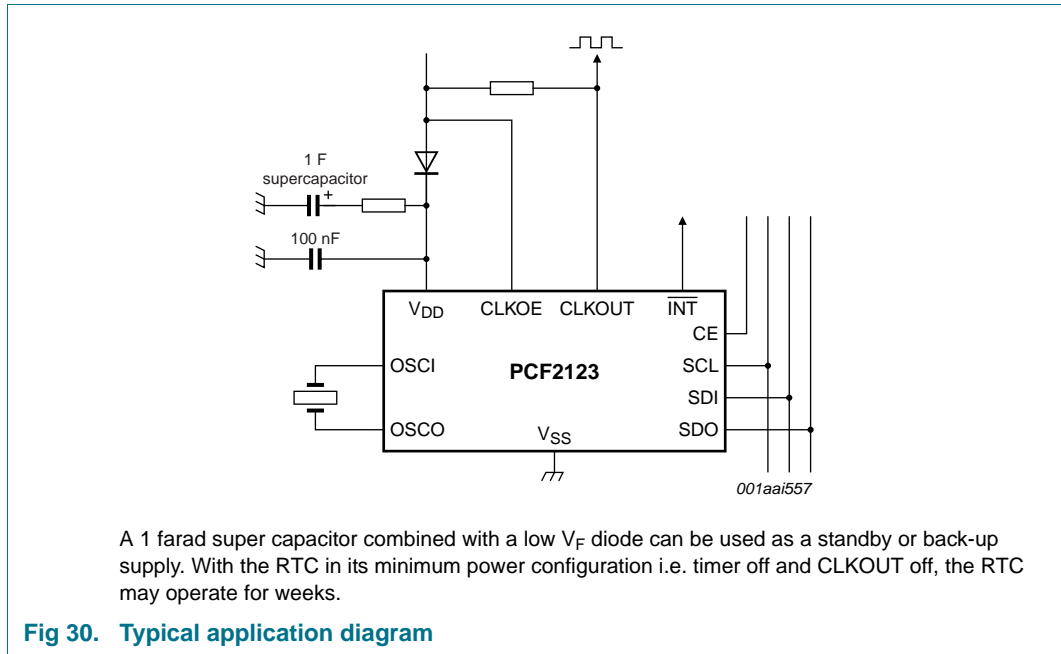 1 F
supercapacitor
+
100 nF
VDD CLKOE CLKOUT INT
CE
OSCI PCF2123 SCL
SDI
OSCO VSS SDO
001aai557
A 1 farad super capacitor combined with a low VF diode can be used as a standby or back-up
supply. With the RTC in its minimum power configuration i.e. timer off and CLKOUT off, the RTC
may operate for weeks.
Fig 30. Typical application diagram